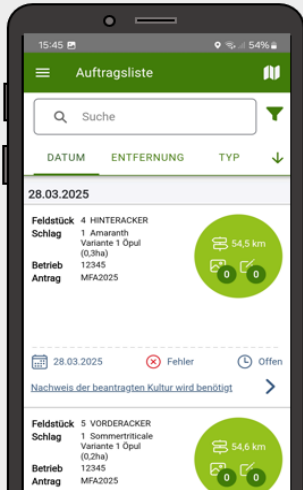 15:45 54%
Auftragsliste
Suche
DATUM ENTFERNUNG TYP
28.03.2025
Feldstück 4 HINTERACKER
Schlag 1 Amaranth
Variante 1 Öpul
(0,3ha)
Betrieb 12345
Antrag MFA2025
54,5 km
0 0
28.03.2025 Fehler Offen
Nachweis der beantragten Kultur wird benötigt
Feldstück 5 VORDERACKER
Schlag 1 Sommertriticale
Variante 1 Öpul
(0,2ha)
Betrieb 12345
Antrag MFA2025
54,6 km
0 0